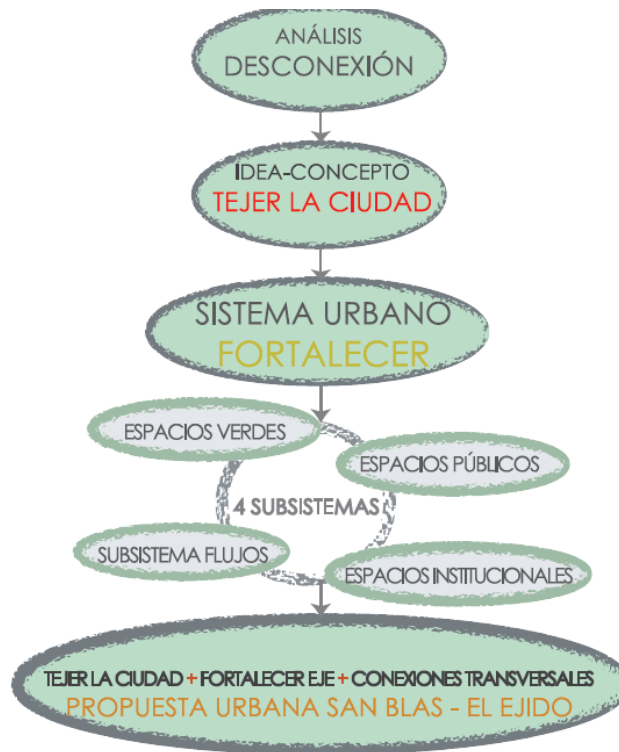 ANÁLISIS
DESCONEXIÓN
IDEA-CONCEPTO
TEJER LA CIUDAD
SISTEMA URBANO
FORTALECER
ESPACIOS VERDES
ESPACIOS PÚBLICOS
4 SUBSISTEMAS
SUBSISTEMA FLUJOS
ESPACIOS INSTITUCIONALES
TEJER LA CIUDAD + FORTALECER EJE + CONEXIONES TRANSVERSALES
PROPUESTA URBANA SAN BLAS - EL EJIDO